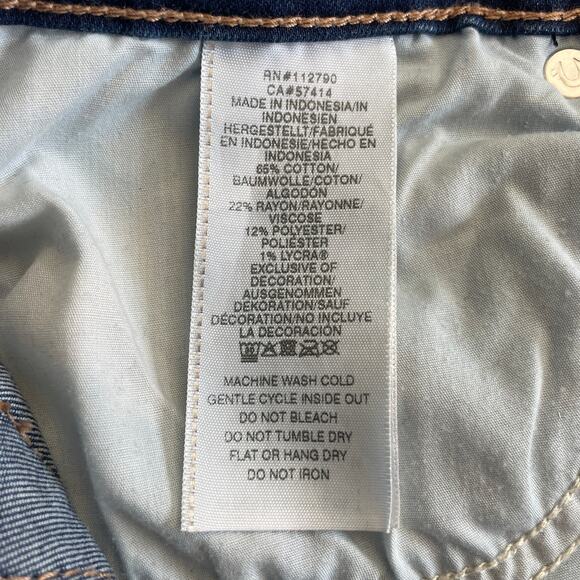 RN#112790
CA#57414
MADE IN INDONESIA/IN
INDONESIEN
HERGESTELLT/FABRIQUÉ
EN INDONESIE/HECHO EN
INDONESIA
65% COTTON/
BAUMWOLLE/COTON/
ALGODON
22% RAYON/RAYONNE/
VISCOSE
12% POLYESTER/
POLIÉSTER
1% LYCRA®
EXCLUSIVE OF
DECORATION/
AUSGENOMMEN
DEKORATION/SAUF
DÉCORATION/NO INCLUYE
LA DECORACION
MACHINE WASH COLD
GENTLE CYCLE INSIDE OUT
DO NOT BLEACH
DO NOT TUMBLE DRY
FLAT OR HANG DRY
DO NOT IRON